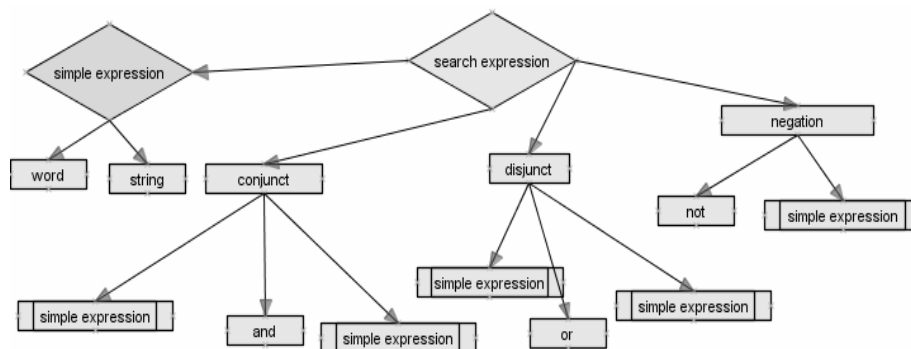 search expression
simple expression
negation
word
string
conjunct
disjunct
not
simple expression
simple expression
and
simple expression
simple expression
or
simple expression